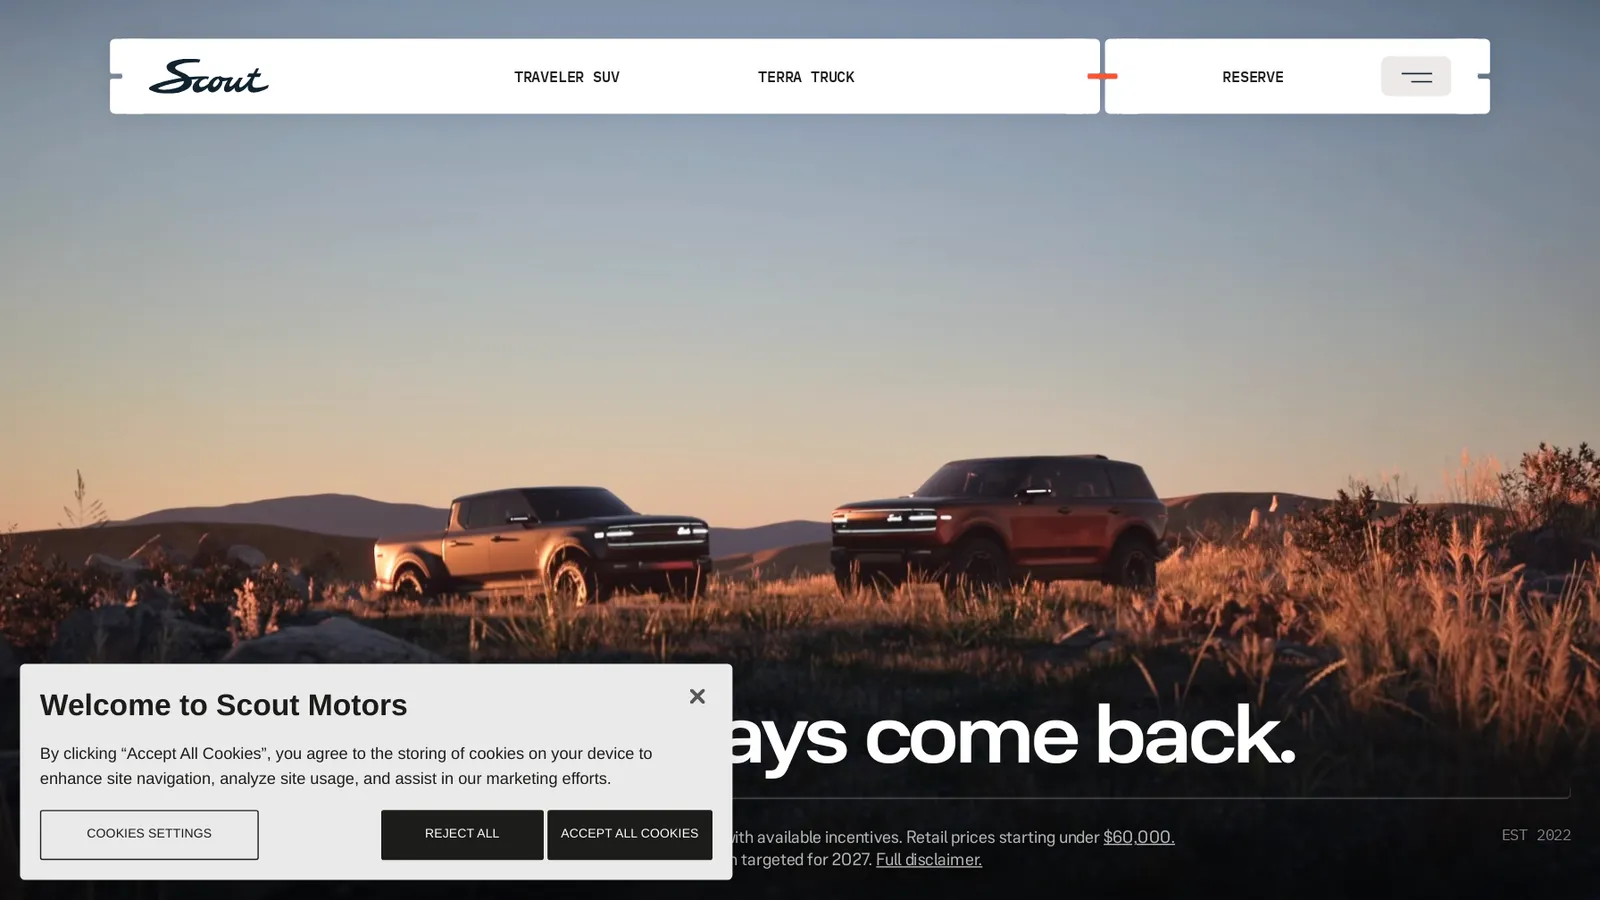 Scout
TRAVELER SUV
TERRA TRUCK
RESERVE
Welcome to Scout Motors
By clicking “Accept All Cookies”, you agree to the storing of cookies on your device to
enhance site navigation, analyze site usage, and assist in our marketing efforts.
COOKIES SETTINGS
REJECT ALL
ACCEPT ALL COOKIES
ays come back.
with available incentives. Retail prices starting under $60,000.
targeted for 2027. Full disclaimer.
EST 2022